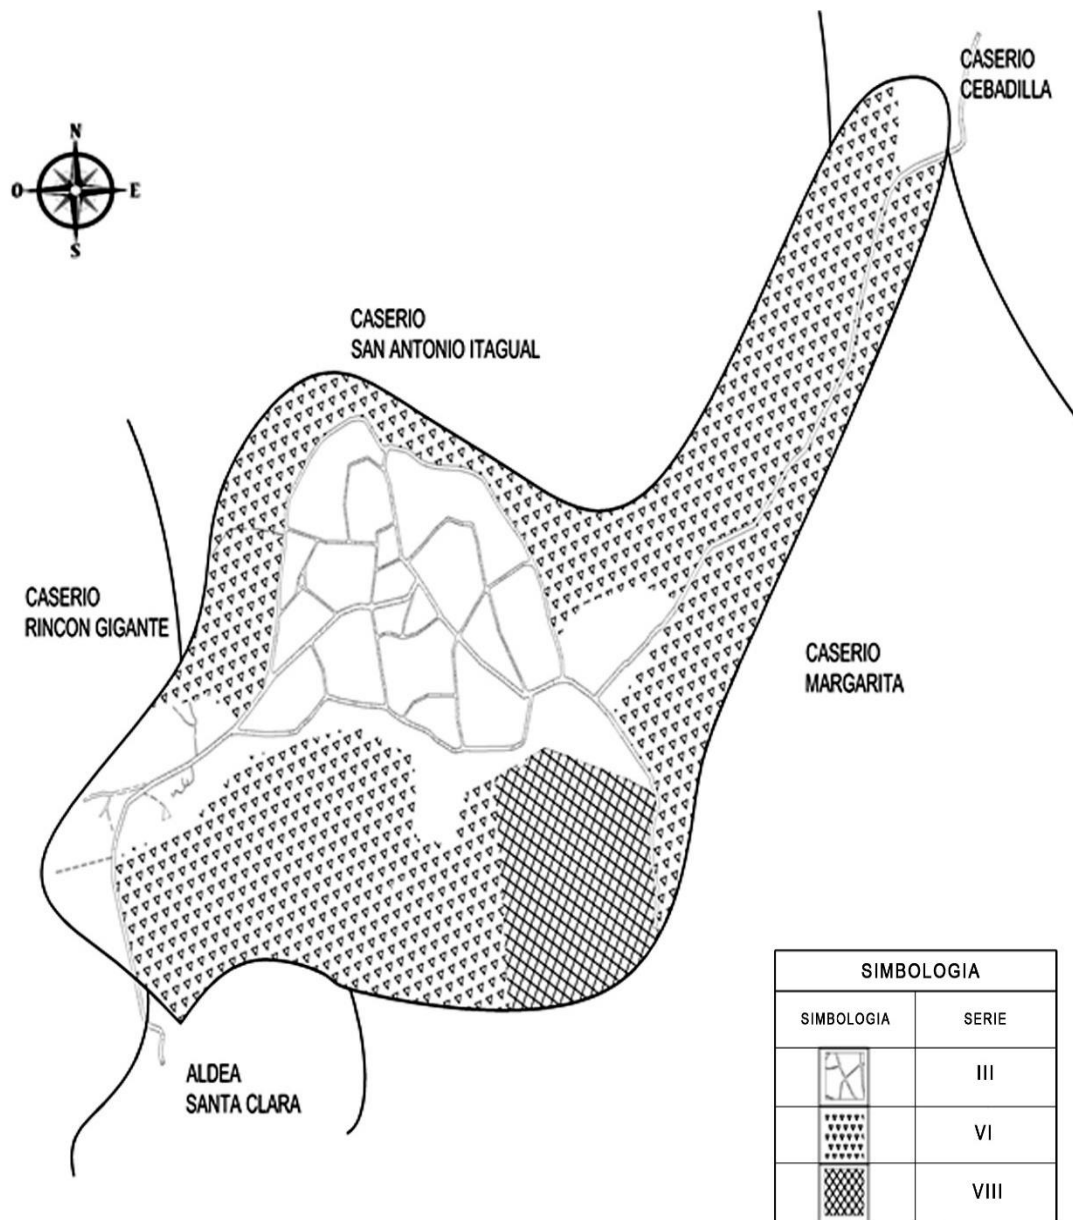 CASERIO
CEBADILLA
N
O
E
S
CASERIO
SAN ANTONIO ITAGUAL
CASERIO
RINCON GIGANTE
CASERIO
MARGARITA
ALDEA
SANTA CLARA
SIMBOLOGIA
SIMBOLOGIA SERIE
III
VI
VIII